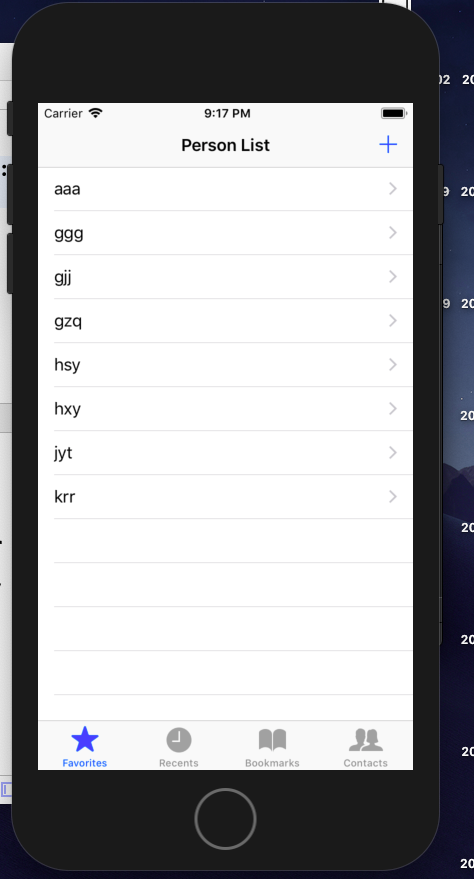 Carrier 9:17 PM
Person List
aaa
ggg
gjj
gzq
hsy
hxy
jyt
krr
Favorites Recents Bookmarks Contacts